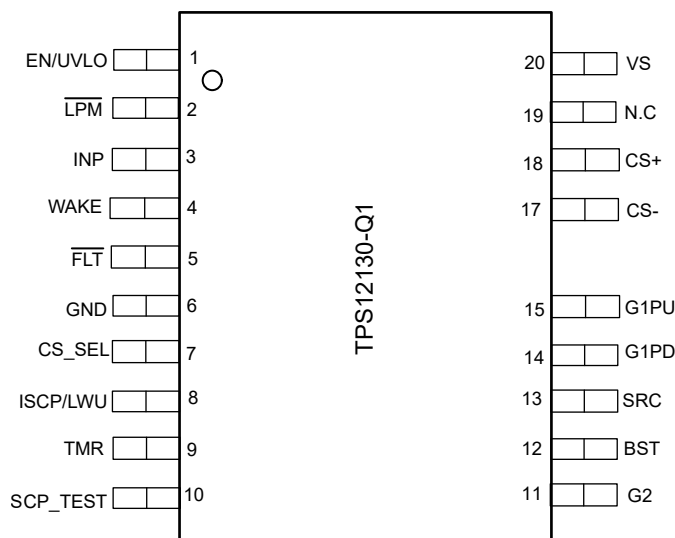 EN/UVLO 1
LPM 2
INP 3
WAKE 4
FLT 5
GND 6
CS_SEL 7
ISCP/LWU 8
TMR 9
SCP_TEST 10
TPS12130-Q1
20 VS
19 N.C
18 CS+
17 CS-
15 G1PU
14 G1PD
13 SRC
12 BST
11 G2